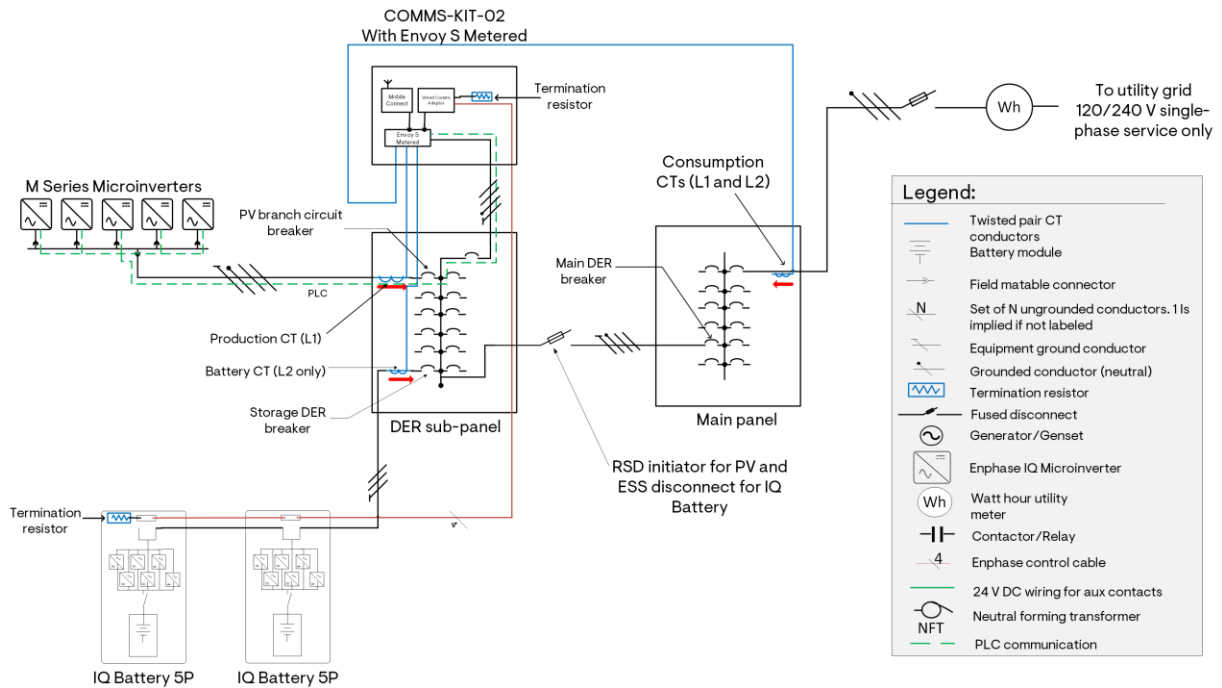 COMMS-KIT-02
With Envoy S Metered
Mobile
Connect
Wired Comms
Adaptor
Termination
resistor
Envoy S
Metered
To utility grid
120/240 V single-
phase service only
Wh
Consumption
CTs (L1 and L2)
M Series Microinverters
PV branch circuit
breaker
Main DER
breaker
PLC
Production CT (L1)
Battery CT (L2 only)
Storage DER
breaker
DER sub-panel
Main panel
RSD initiator for PV and
ESS disconnect for IQ
Battery
Termination
resistor
4
IQ Battery 5P
IQ Battery 5P
Legend:
Twisted pair CT
conductors
Battery module
Field matable connector
N
Set of N ungrounded conductors. 1 Is
implied if not labeled
Equipment ground conductor
Grounded conductor (neutral)
Termination resistor
Fused disconnect
Generator/Genset
Enphase IQ Microinverter
Wh
Watt hour utility
meter
Contactor/Relay
4
Enphase control cable
24 V DC wiring for aux contacts
Neutral forming transformer
NFT
PLC communication